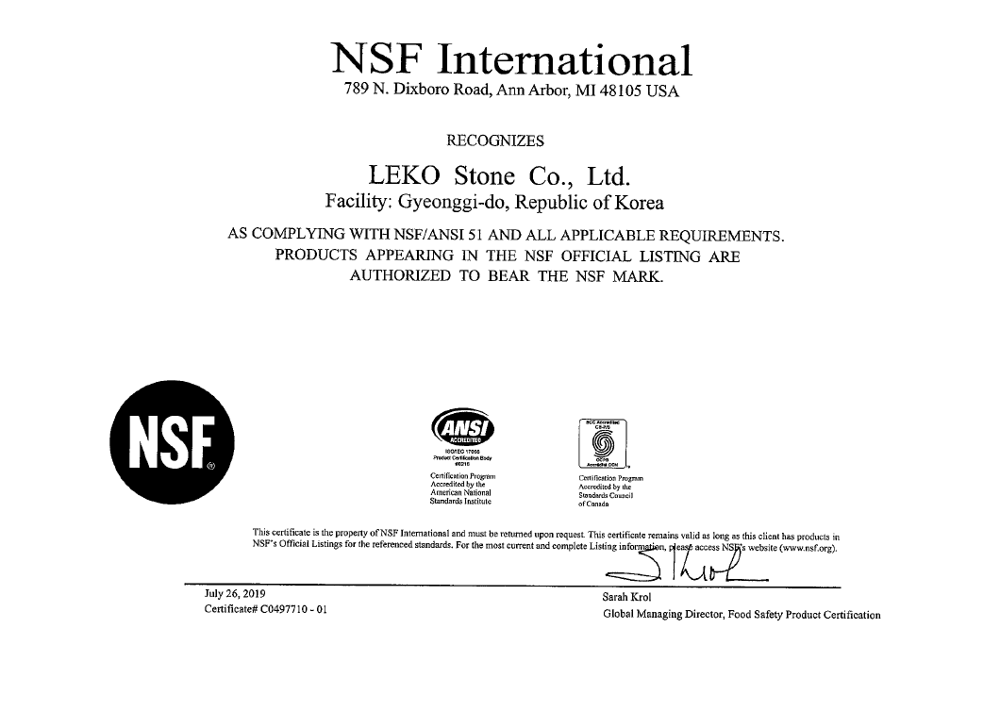 NSF International
789 N. Dixboro Road, Ann Arbor, MI 48105 USA
RECOGNIZES
LEKO Stone Co., Ltd.
Facility: Gyeonggi-do, Republic of Korea
AS COMPLYING WITH NSF/ANSI 51 AND ALL APPLICABLE REQUIREMENTS.
PRODUCTS APPEARING IN THE NSF OFFICIAL LISTING ARE
AUTHORIZED TO BEAR THE NSF MARK.
NSF®
ANSI
ACCREDITED
ISO/IEC 17065
Product Certification Body
#0216
Certification Program
Accredited by the
American National
Standards Institute
SCC Accredited
CB-P/S
OCPS
Accrédité CCN
Certification Program
Accredited by the
Standards Council
of Canada
This certificate is the property of NSF International and must be returned upon request. This certificate remains valid as long as this client has products in
NSF's Official Listings for the referenced standards. For the most current and complete Listing information, please access NSF's website (www.nsf.org).
S Krol
July 26, 2019
Certificate# C0497710 - 01
Sarah Krol
Global Managing Director, Food Safety Product Certification